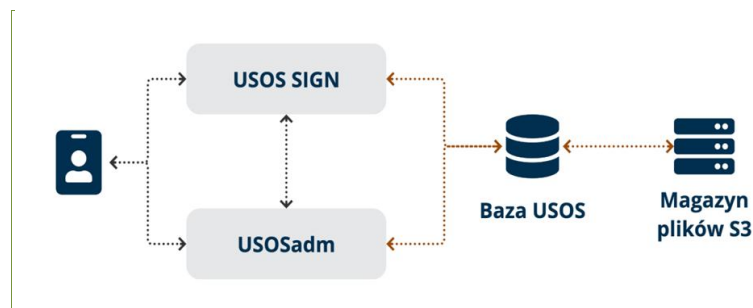 USOS SIGN
USOSadm
Baza USOS
Magazyn
plików S3